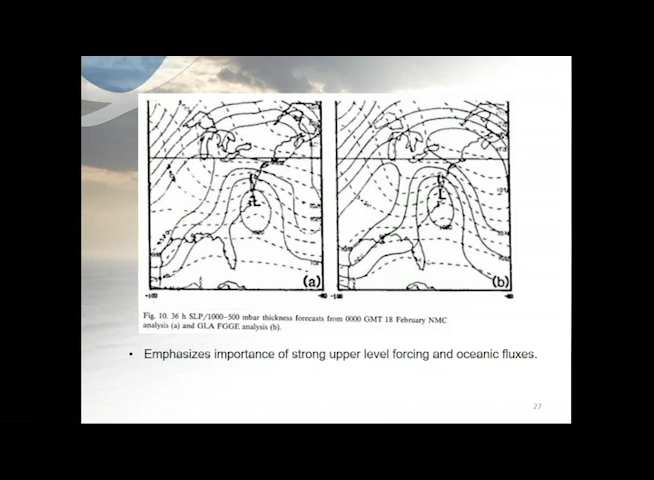 (a)
(b)
L
L
Fig. 10. 36 h SLP/1000–500 mbar thickness forecasts from 0000 GMT 18 February NMC
analysis (a) and GLA FGGE analysis (b).
• Emphasizes importance of strong upper level forcing and oceanic fluxes.
27